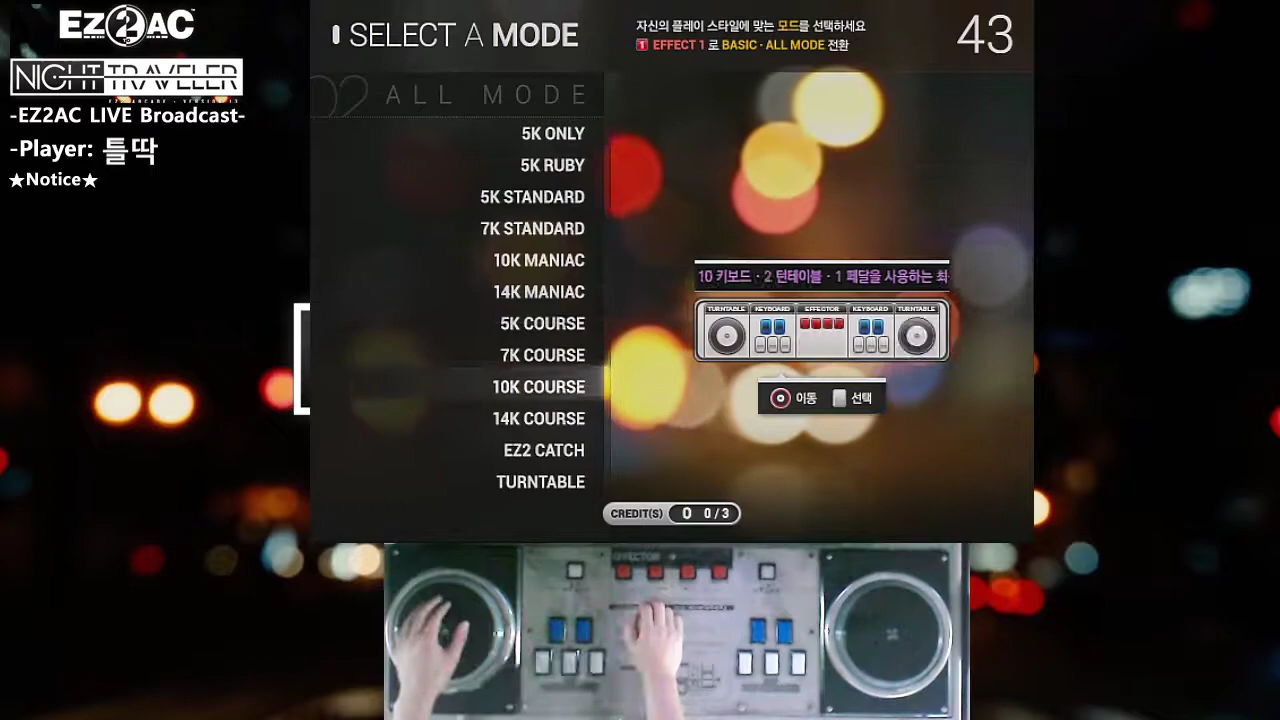 EZ2AC
NIGHT TRAVELER
-EZ2AC LIVE Broadcast-
-Player: 틀딱
★Notice★
SELECT A MODE
자신의 플레이 스타일에 맞는 모드를 선택하세요
1 EFFECT 1 로 BASIC · ALL MODE 전환
43
ALL MODE
5K ONLY
5K RUBY
5K STANDARD
7K STANDARD
10K MANIAC
14K MANIAC
5K COURSE
7K COURSE
10K COURSE
14K COURSE
EZ2 CATCH
TURNTABLE
10 키보드 · 2 턴테이블 · 1 페달을 사용하는 최
TURNTABLE KEYBOARD EFFECTOR KEYBOARD TURNTABLE
이동 선택
CREDIT(S) 0 0/3
EFFECTOR